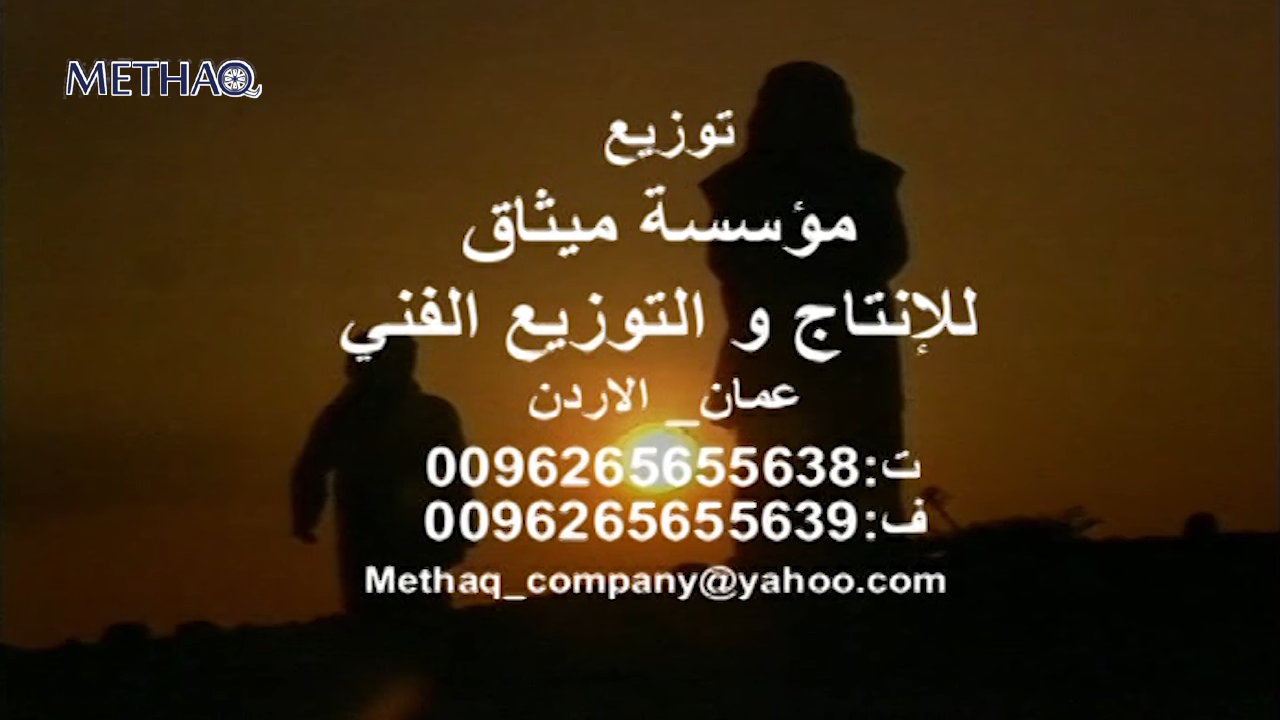 METHAQ
توزيع
مؤسسة ميثاق
للإنتاج و التوزيع الفني
عمان_ الاردن
ت:0096265655638
ف:0096265655639
Methaq_company@yahoo.com